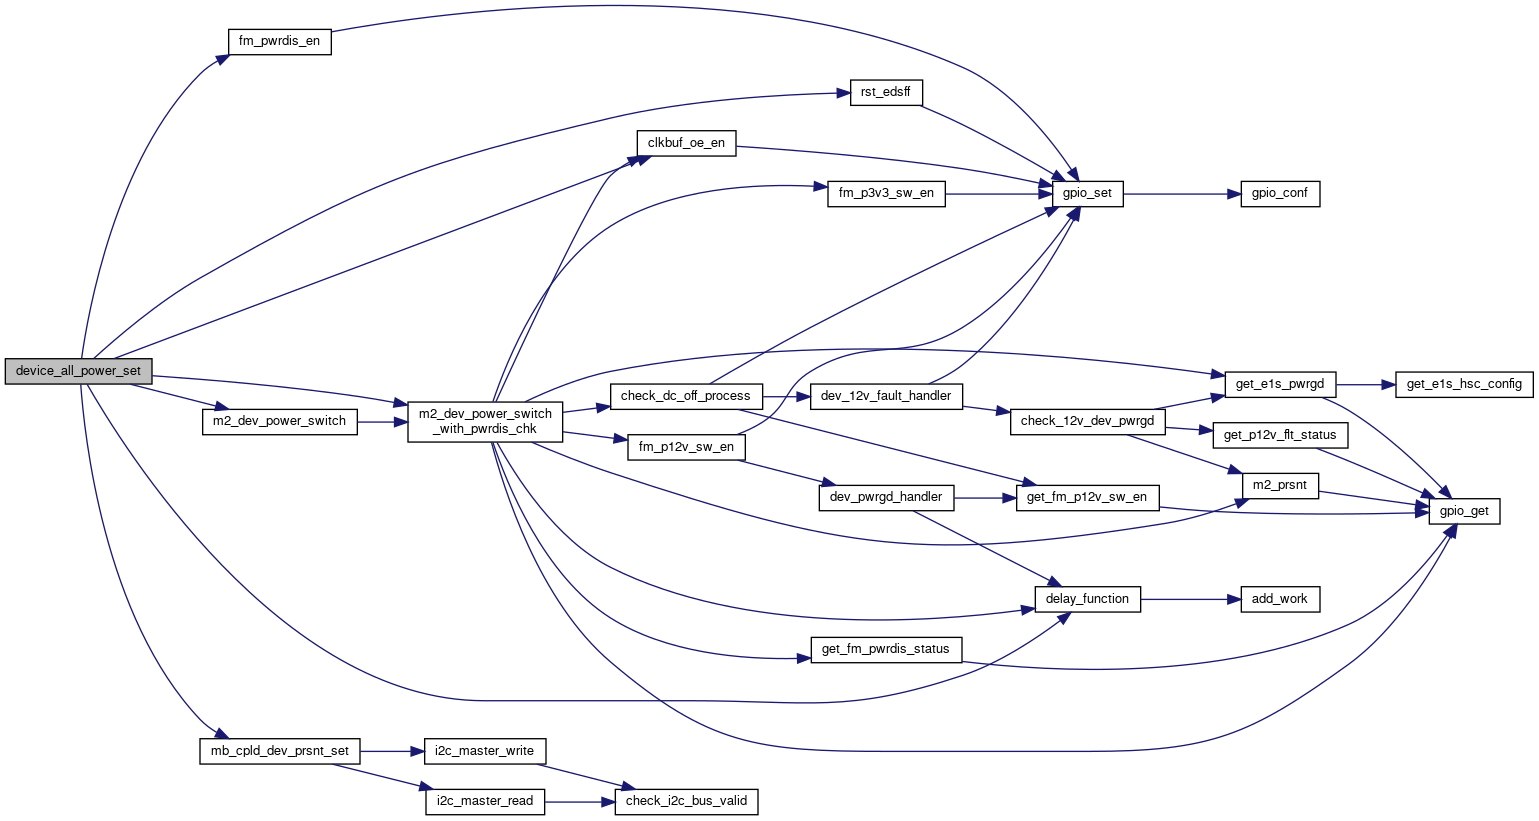 fm_pwrdis_en
rst_edsff
clkbuf_oe_en
fm_p3v3_sw_en
gpio_set
gpio_conf
device_all_power_set
m2_dev_power_switch
m2_dev_power_switch
_with_pwrdis_chk
check_dc_off_process
dev_12v_fault_handler
get_e1s_pwrgd
get_e1s_hsc_config
fm_p12v_sw_en
check_12v_dev_pwrgd
get_p12v_flt_status
dev_pwrgd_handler
get_fm_p12v_sw_en
m2_prsnt
gpio_get
delay_function
add_work
get_fm_pwrdis_status
mb_cpld_dev_prsnt_set
i2c_master_write
i2c_master_read
check_i2c_bus_valid